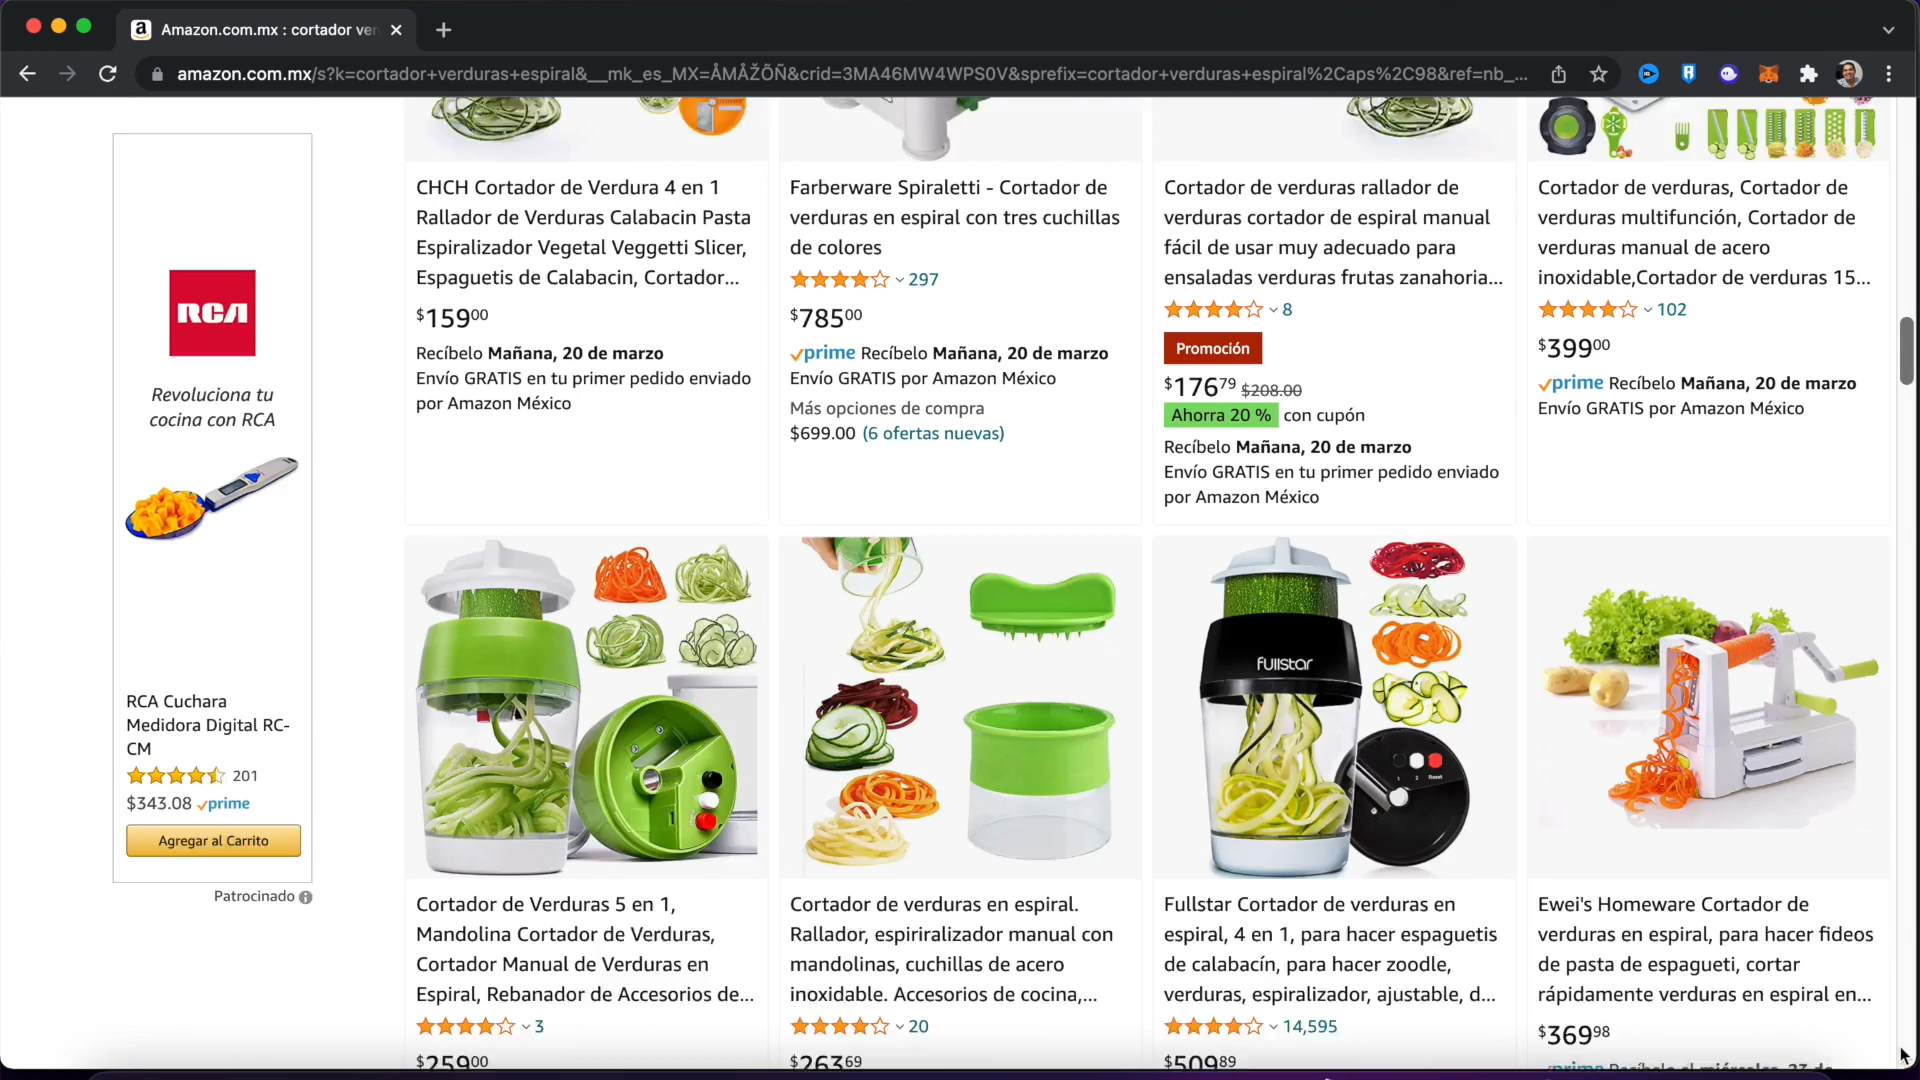 Amazon.com.mx : cortador ver
amazon.com.mx/s?k=cortador+verduras+espiral&__mk_es_MX=ÅMÅŽÕÑ&crid=3MA46MW4WPS0V&sprefix=cortador+verduras+espiral%2Caps%2C98&ref=nb_...
RCA
Revoluciona tu
cocina con RCA
RCA Cuchara
Medidora Digital RC-
CM
201
$343.08 prime
Agregar al Carrito
Patrocinado
CHCH Cortador de Verdura 4 en 1
Rallador de Verduras Calabacin Pasta
Espiralizador Vegetal Veggetti Slicer,
Espaguetis de Calabacin, Cortador...
$15900
Recíbelo Mañana, 20 de marzo
Envío GRATIS en tu primer pedido enviado
por Amazon México
Farberware Spiraletti - Cortador de
verduras en espiral con tres cuchillas
de colores
297
$78500
prime Recíbelo Mañana, 20 de marzo
Envío GRATIS por Amazon México
Más opciones de compra
$699.00 (6 ofertas nuevas)
Cortador de verduras rallador de
verduras cortador de espiral manual
fácil de usar muy adecuado para
ensaladas verduras frutas zanahoria...
8
Promoción
$17679 $208.00
Ahorra 20 % con cupón
Recíbelo Mañana, 20 de marzo
Envío GRATIS en tu primer pedido enviado
por Amazon México
Cortador de verduras, Cortador de
verduras multifunción, Cortador de
verduras manual de acero
inoxidable,Cortador de verduras 15...
102
$39900
prime Recíbelo Mañana, 20 de marzo
Envío GRATIS por Amazon México
Cortador de Verduras 5 en 1,
Mandolina Cortador de Verduras,
Cortador Manual de Verduras en
Espiral, Rebanador de Accesorios de...
3
$25900
Cortador de verduras en espiral.
Rallador, espiriralizador manual con
mandolinas, cuchillas de acero
inoxidable. Accesorios de cocina,...
20
$26369
fullstar
1 2 Reset
Fullstar Cortador de verduras en
espiral, 4 en 1, para hacer espaguetis
de calabacín, para hacer zoodle,
verduras, espiralizador, ajustable, d...
14,595
$50989
Ewei's Homeware Cortador de
verduras en espiral, para hacer fideos
de pasta de espagueti, cortar
rápidamente verduras en espiral en...
$36998
prime Recíbelo el miércoles, 23 de